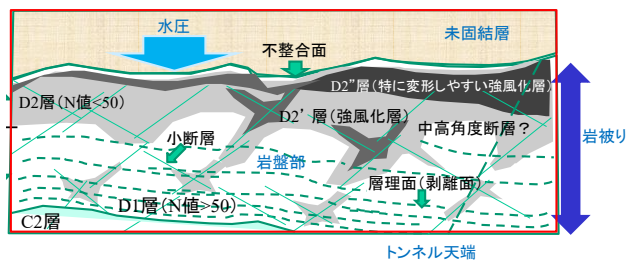 水圧
未固結層
不整合面
D2”層(特に変形しやすい強風化層)
D2層(N値<50)
D2’層(強風化層)
中高角度断層?
小断層
岩盤部
岩被り
層理面(剥離面)
D1層(N値>50)
C2層
トンネル天端